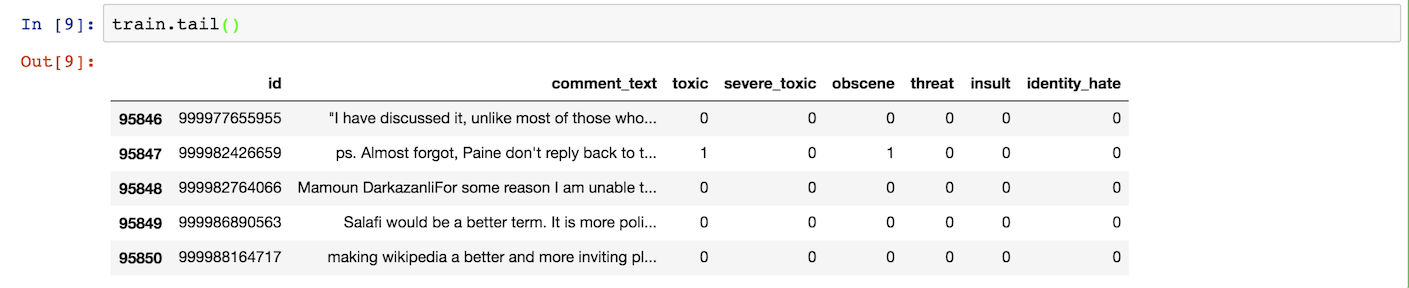 In [9]: train.tail()
Out[9]:
id comment_text toxic severe_toxic obscene threat insult identity_hate
95846 999977655955 "I have discussed it, unlike most of those who... 0 0 0 0 0 0
95847 999982426659 ps. Almost forgot, Paine don't reply back to t... 1 0 1 0 0 0
95848 999982764066 Mamoun DarkazanliFor some reason I am unable t... 0 0 0 0 0 0
95849 999986890563 Salafi would be a better term. It is more poli... 0 0 0 0 0 0
95850 999988164717 making wikipedia a better and more inviting pl... 0 0 0 0 0 0